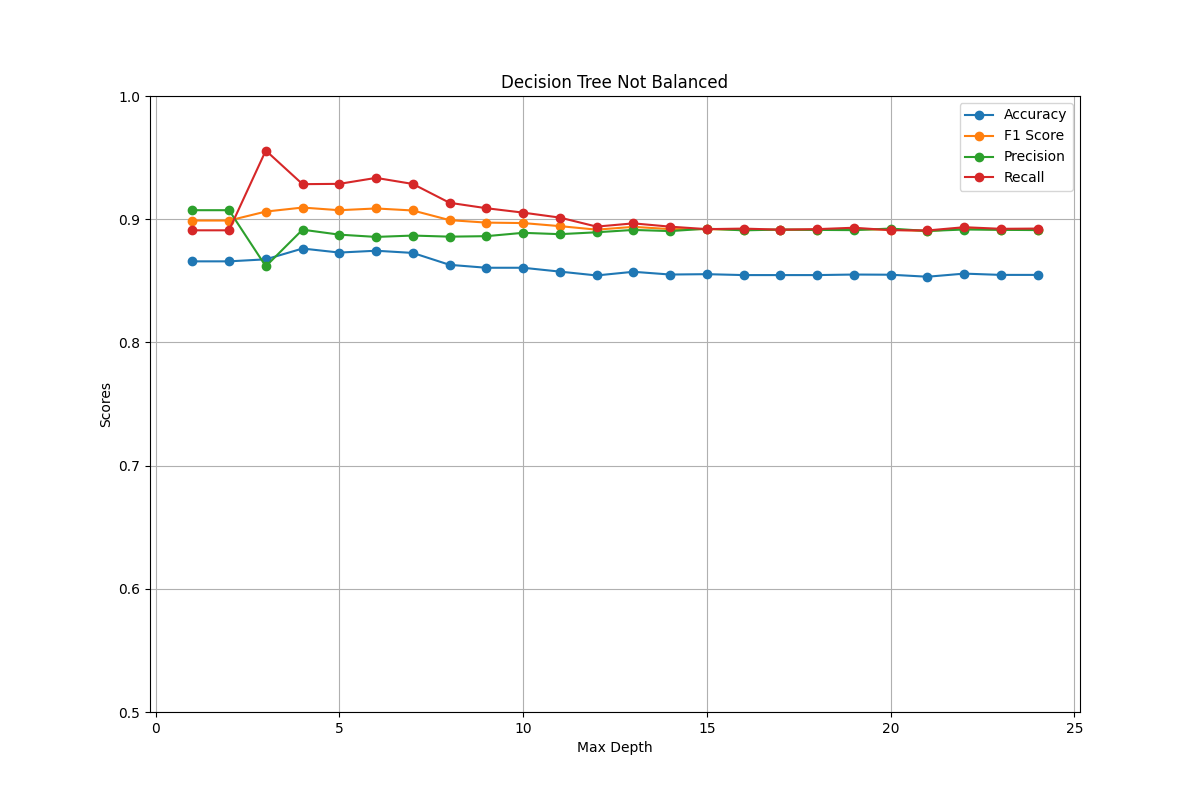 Decision Tree Not Balanced
1.0
0.9
0.8
0.7
0.6
0.5
Scores
0 5 10 15 20 25
Max Depth
Accuracy
F1 Score
Precision
Recall